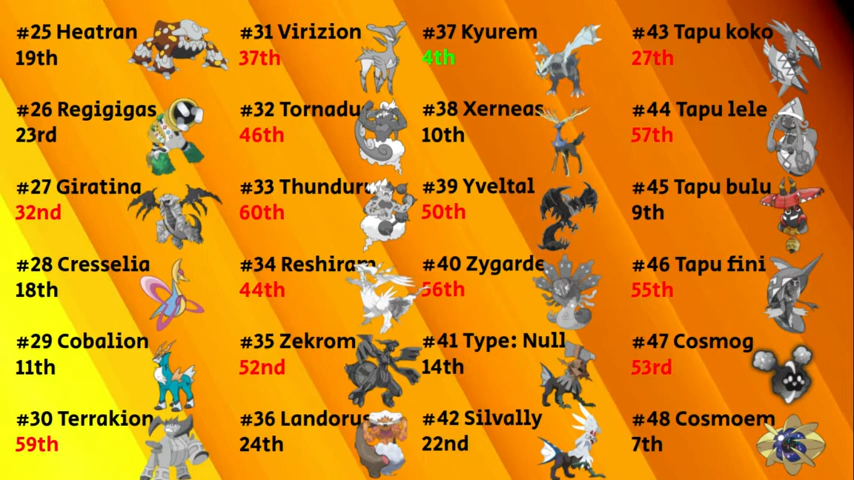 #25 Heatran
19th
#26 Regigigas
23rd
#27 Giratina
32nd
#28 Cresselia
18th
#29 Cobalion
11th
#30 Terrakion
59th
#31 Virizion
37th
#32 Tornadu
46th
#33 Thunduru
60th
#34 Reshiram
44th
#35 Zekrom
52nd
#36 Landorus
24th
#37 Kyurem
4th
#38 Xerneas
10th
#39 Yveltal
50th
#40 Zygarde
56th
#41 Type: Null
14th
#42 Silvally
22nd
#43 Tapu koko
27th
#44 Tapu lele
57th
#45 Tapu bulu
9th
#46 Tapu fini
55th
#47 Cosmog
53rd
#48 Cosmoem
7th